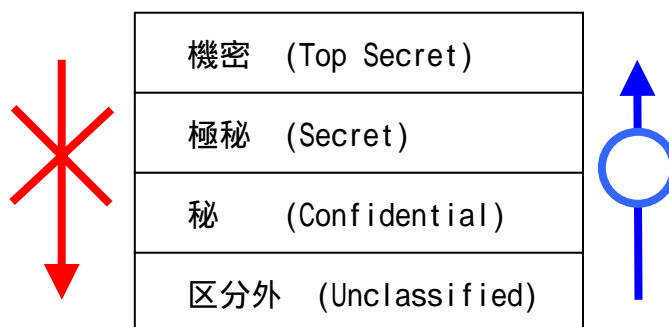 機密 (Top Secret)
極秘 (Secret)
秘 (Confidential)
区分外 (Unclassified)